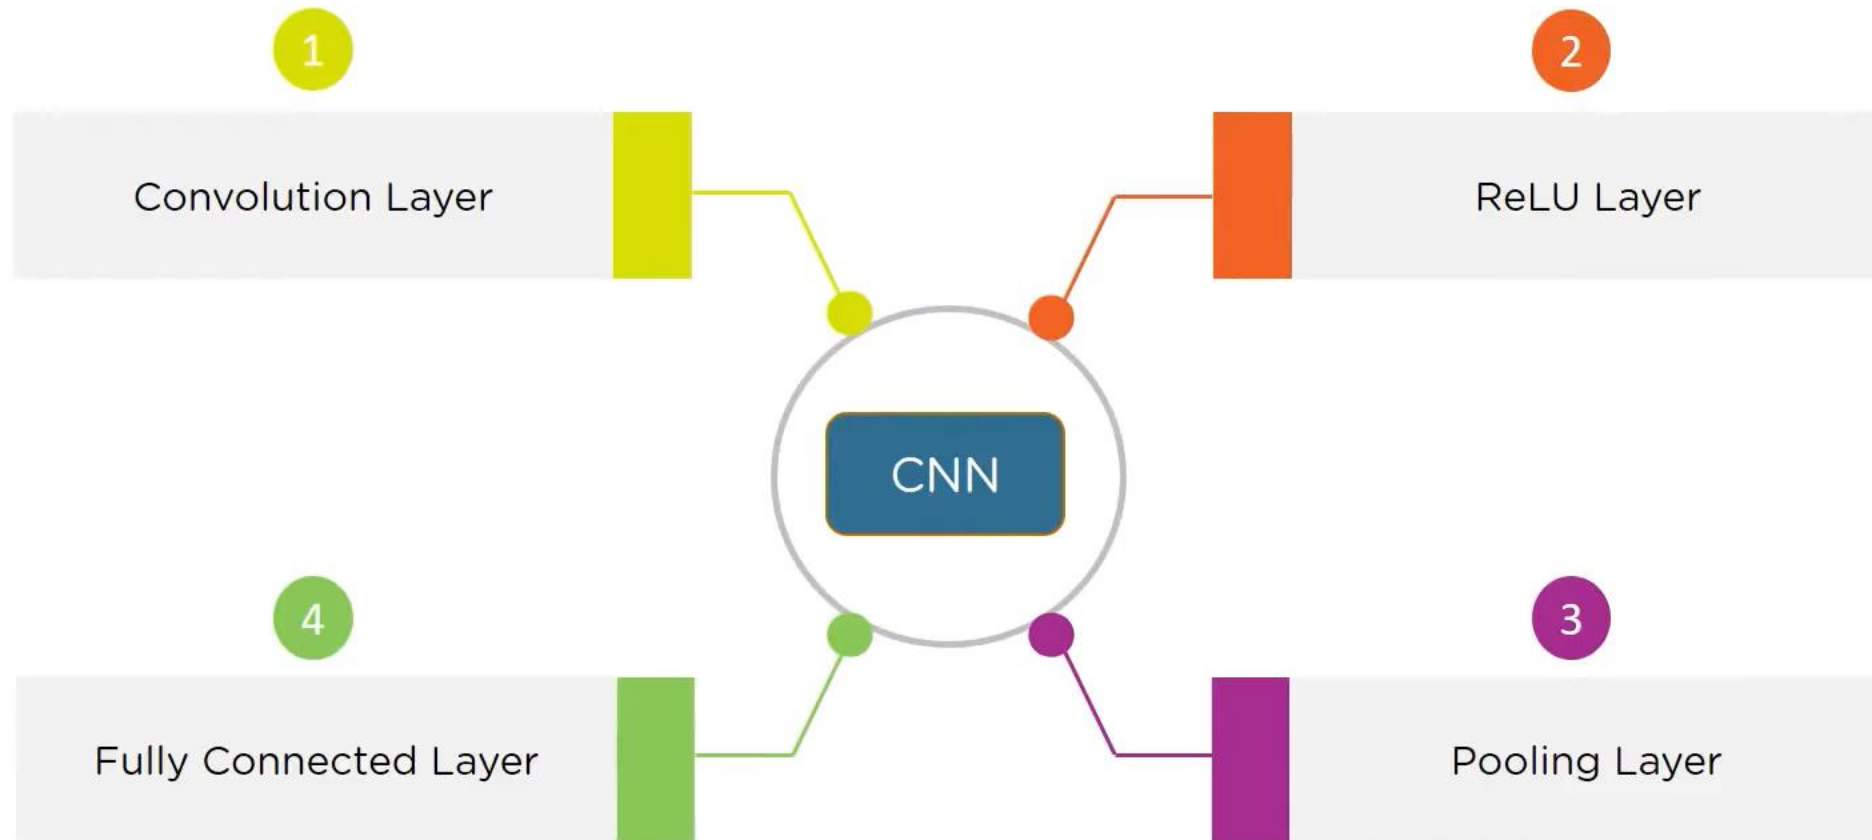 1
Convolution Layer
2
ReLU Layer
CNN
4
Fully Connected Layer
3
Pooling Layer